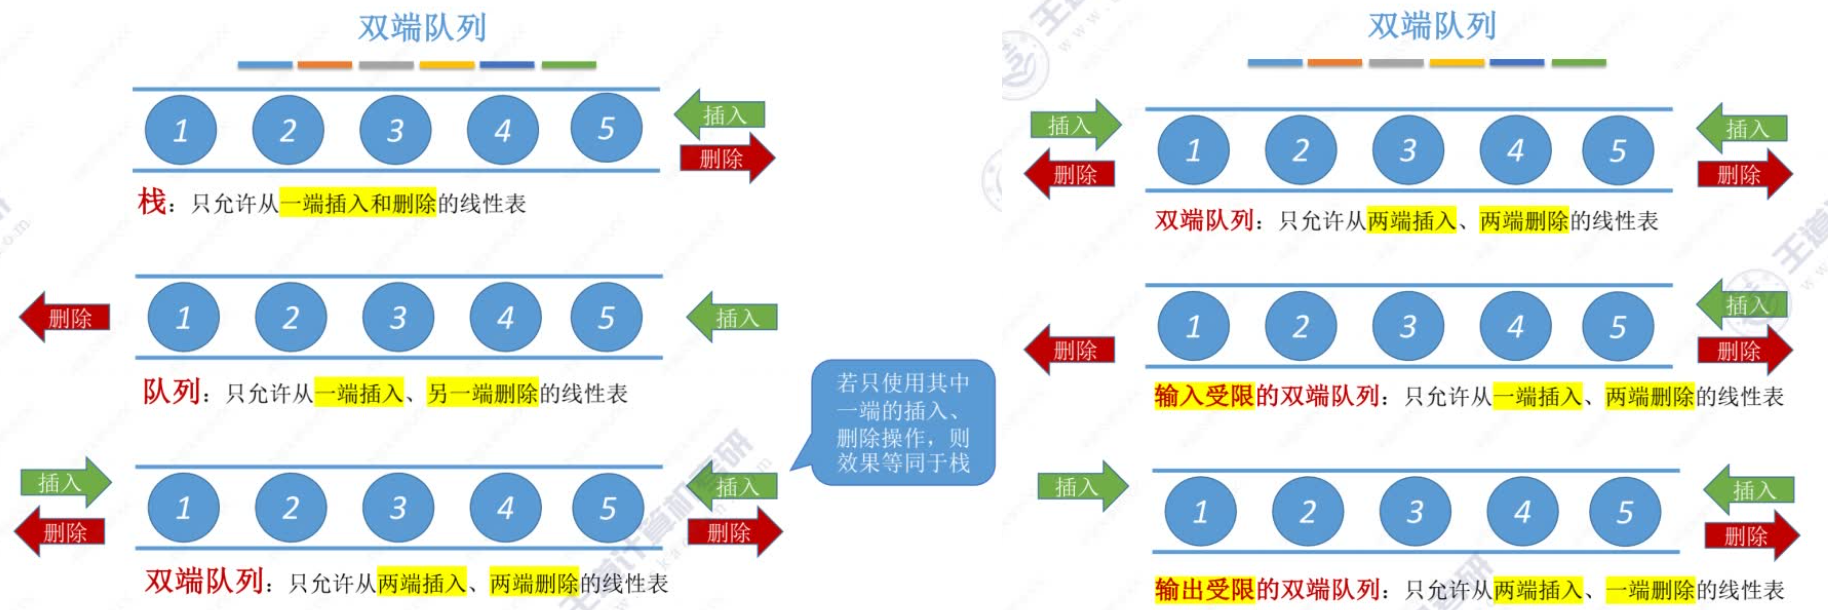 双端队列
1 2 3 4 5
插入
删除
栈：只允许从一端插入和删除的线性表
删除
1 2 3 4 5
插入
队列：只允许从一端插入、另一端删除的线性表
若只使用其中
一端的插入、
删除操作，则
效果等同于栈
插入
删除
1 2 3 4 5
插入
删除
双端队列：只允许从两端插入、两端删除的线性表
王道计算机考研
双端队列
插入
删除
1 2 3 4 5
插入
删除
双端队列：只允许从两端插入、两端删除的线性表
删除
1 2 3 4 5
插入
删除
输入受限的双端队列：只允许从一端插入、两端删除的线性表
插入
1 2 3 4 5
插入
删除
输出受限的双端队列：只允许从两端插入、一端删除的线性表